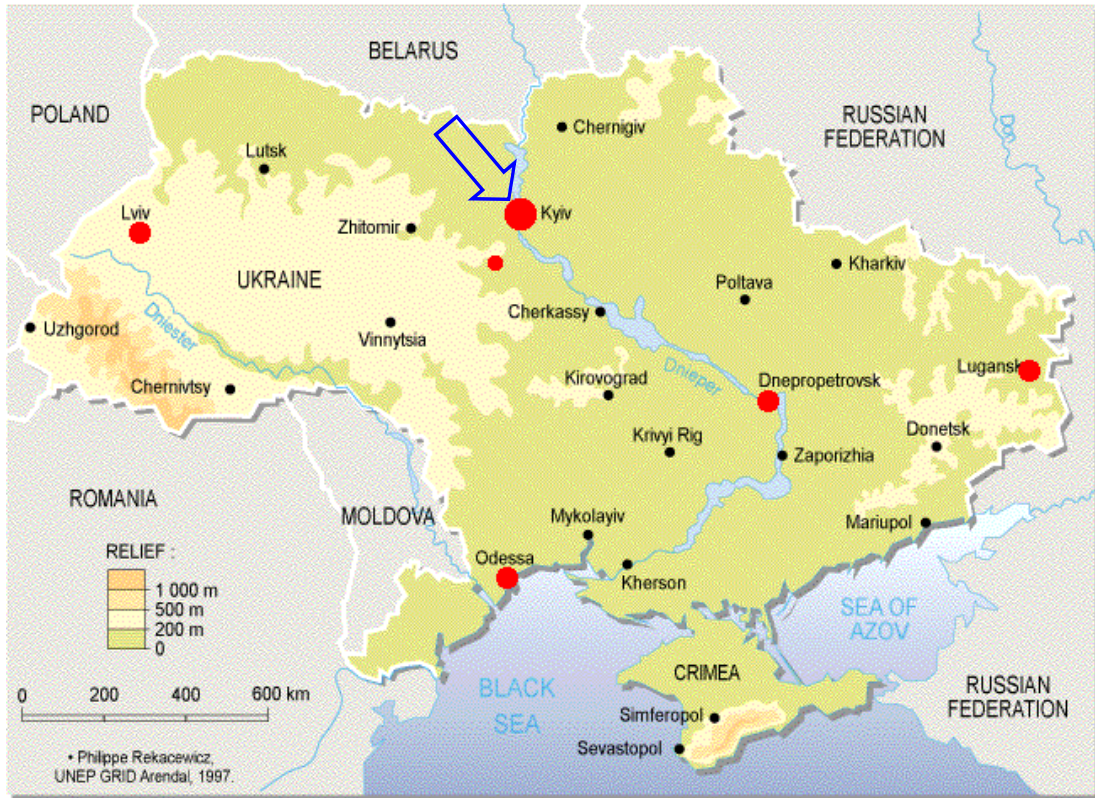 BELARUS
POLAND
RUSSIAN
FEDERATION
Don
Chernigiv
Lutsk
Lviv
Kyiv
Zhitomir
Kharkiv
UKRAINE
Poltava
Cherkassy
Dniester
Uzhgorod
Vinnytsia
Lugansk
Chernivtsy
Kirovograd
Dnieper
Dnepropetrovsk
Donetsk
Krivyi Rig
Zaporizhia
ROMANIA
MOLDOVA
Mykolayiv
Mariupol
Odessa
Kherson
RELIEF :
1 000 m
500 m
200 m
0
SEA OF
AZOV
CRIMEA
BLACK
SEA
RUSSIAN
FEDERATION
0 200 400 600 km
Simferopol
Sevastopol
• Philippe Rekacewicz,
UNEP GRID Arendal, 1997.